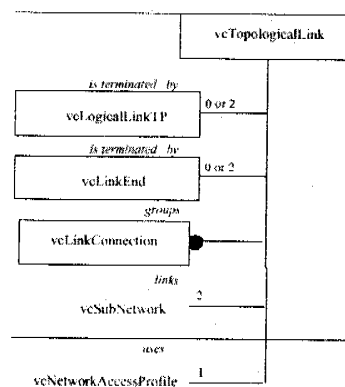 vcTopologicalLink
is terminated by
vcLogicalLinkTP
0 or 2
is terminated by
vcLinkEnd
0 or 2
groups
vcLinkConnection
links
2
vcSubNetwork
uses
1
vcNetworkAccessProfile